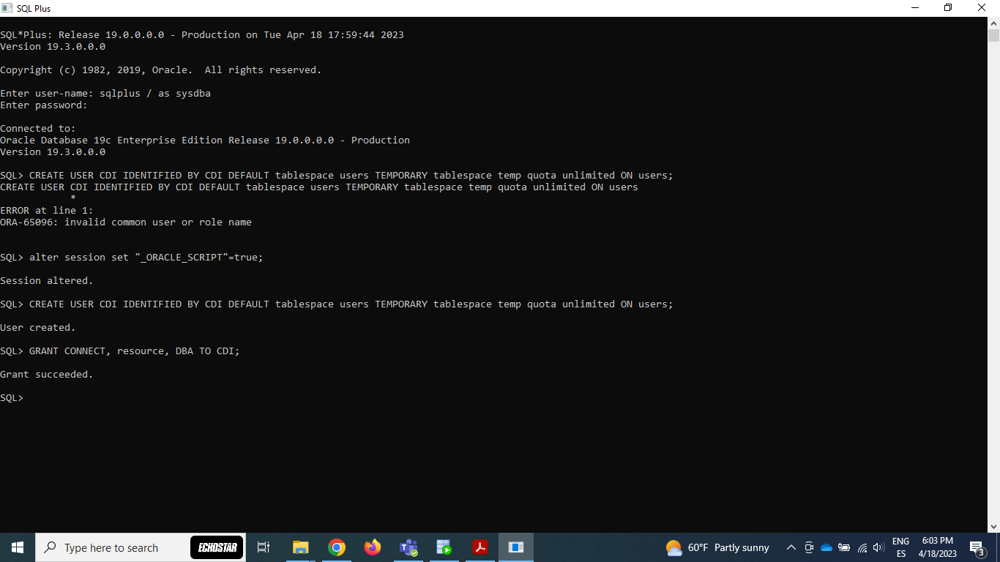 SQL Plus
SQL*Plus: Release 19.0.0.0.0 - Production on Tue Apr 18 17:59:44 2023
Version 19.3.0.0.0
Copyright (c) 1982, 2019, Oracle.  All rights reserved.
Enter user-name: sqlplus / as sysdba
Enter password:
Connected to:
Oracle Database 19c Enterprise Edition Release 19.0.0.0.0 - Production
Version 19.3.0.0.0
SQL> CREATE USER CDI IDENTIFIED BY CDI DEFAULT tablespace users TEMPORARY tablespace temp quota unlimited ON users;
CREATE USER CDI IDENTIFIED BY CDI DEFAULT tablespace users TEMPORARY tablespace temp quota unlimited ON users
*
ERROR at line 1:
ORA-65096: invalid common user or role name
SQL> alter session set "_ORACLE_SCRIPT"=true;
Session altered.
SQL> CREATE USER CDI IDENTIFIED BY CDI DEFAULT tablespace users TEMPORARY tablespace temp quota unlimited ON users;
User created.
SQL> GRANT CONNECT, resource, DBA TO CDI;
Grant succeeded.
SQL>
Type here to search
ECHOSTAR
60°F Partly sunny
ENG
ES
6:03 PM
4/18/2023
3